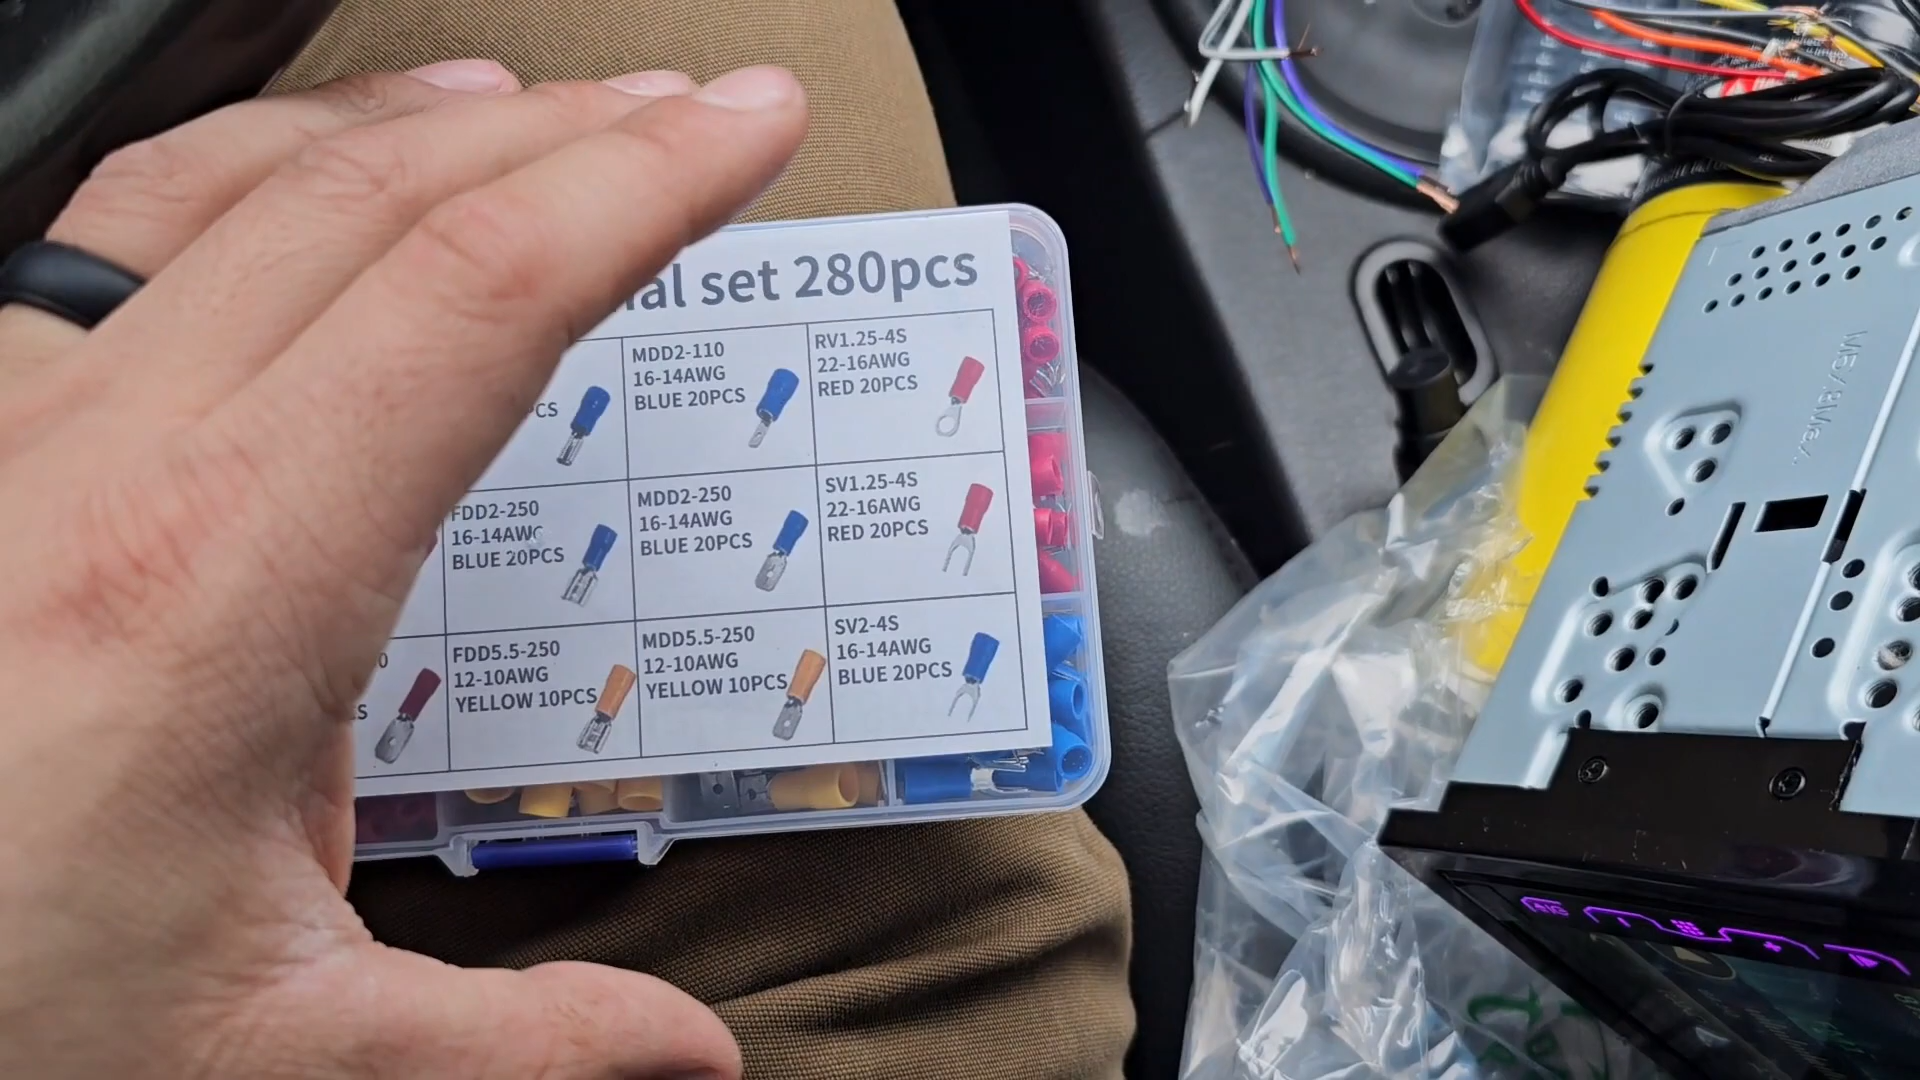 set 280pcs
MDD2-110
16-14AWG
BLUE 20PCS
RV1.25-4S
22-16AWG
RED 20PCS
FDD2-250
16-14AWG
BLUE 20PCS
MDD2-250
16-14AWG
BLUE 20PCS
SV1.25-4S
22-16AWG
RED 20PCS
FDD5.5-250
12-10AWG
YELLOW 10PCS
MDD5.5-250
12-10AWG
YELLOW 10PCS
SV2-4S
16-14AWG
BLUE 20PCS